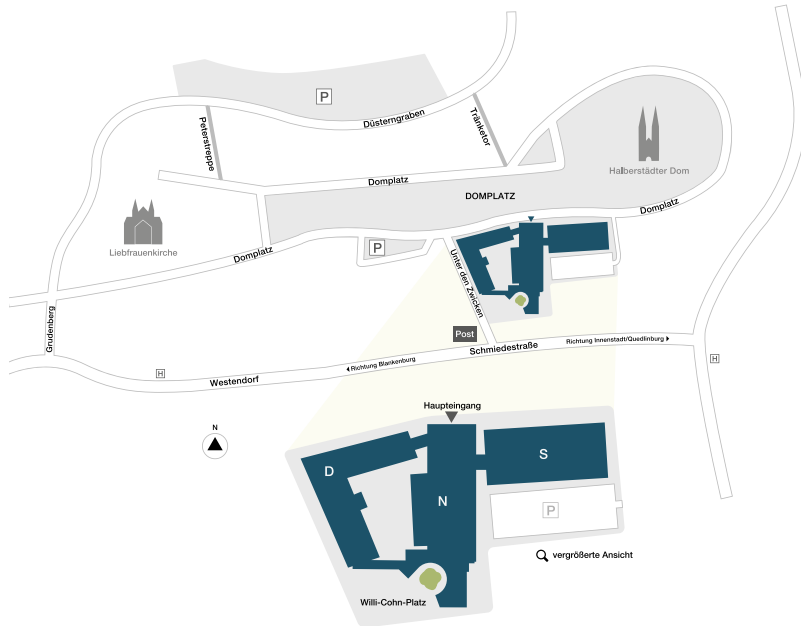 P
Düsterngraben
Peterstreppe
Tränketor
Halberstädter Dom
Domplatz
DOMPLATZ
Domplatz
Liebfrauenkirche
Domplatz
P
Unter den Zwicken
Grudenberg
Post
Schmiedestraße
Richtung Innenstadt/Quedlinburg
H
Richtung Blankenburg
H
Westendorf
Haupteingang
N
D
N
S
P
vergrößerte Ansicht
Willi-Cohn-Platz